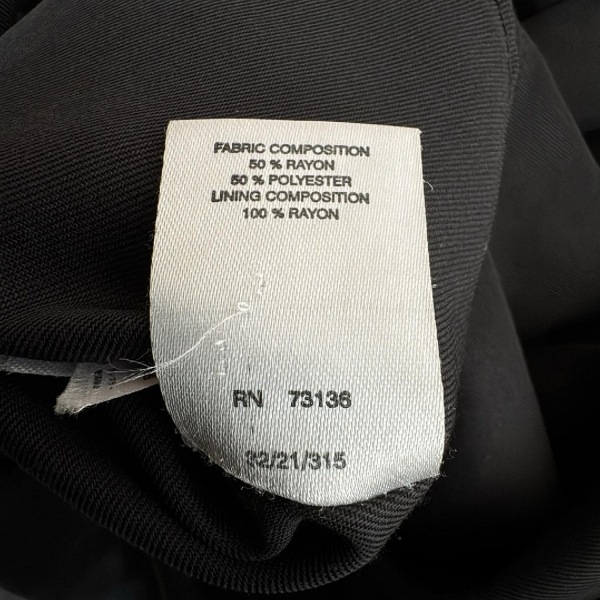 FABRIC COMPOSITION
50 % RAYON
50 % POLYESTER
LINING COMPOSITION
100 % RAYON
RN 73136
32/21/315